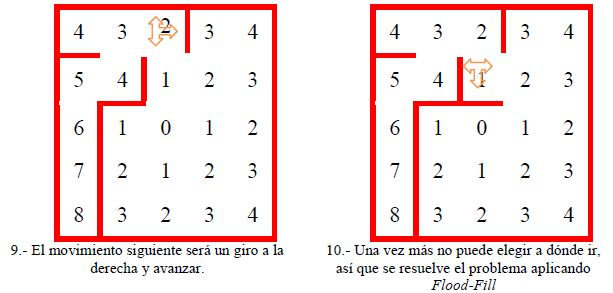 4 3 2 3 4
5 4 1 2 3
6 1 0 1 2
7 2 1 2 3
8 3 2 3 4
9.- El movimiento siguiente será un giro a la
derecha y avanzar.
4 3 2 3 4
5 4 1 2 3
6 1 0 1 2
7 2 1 2 3
8 3 2 3 4
10.- Una vez más no puede elegir a dónde ir,
así que se resuelve el problema aplicando
Flood-Fill